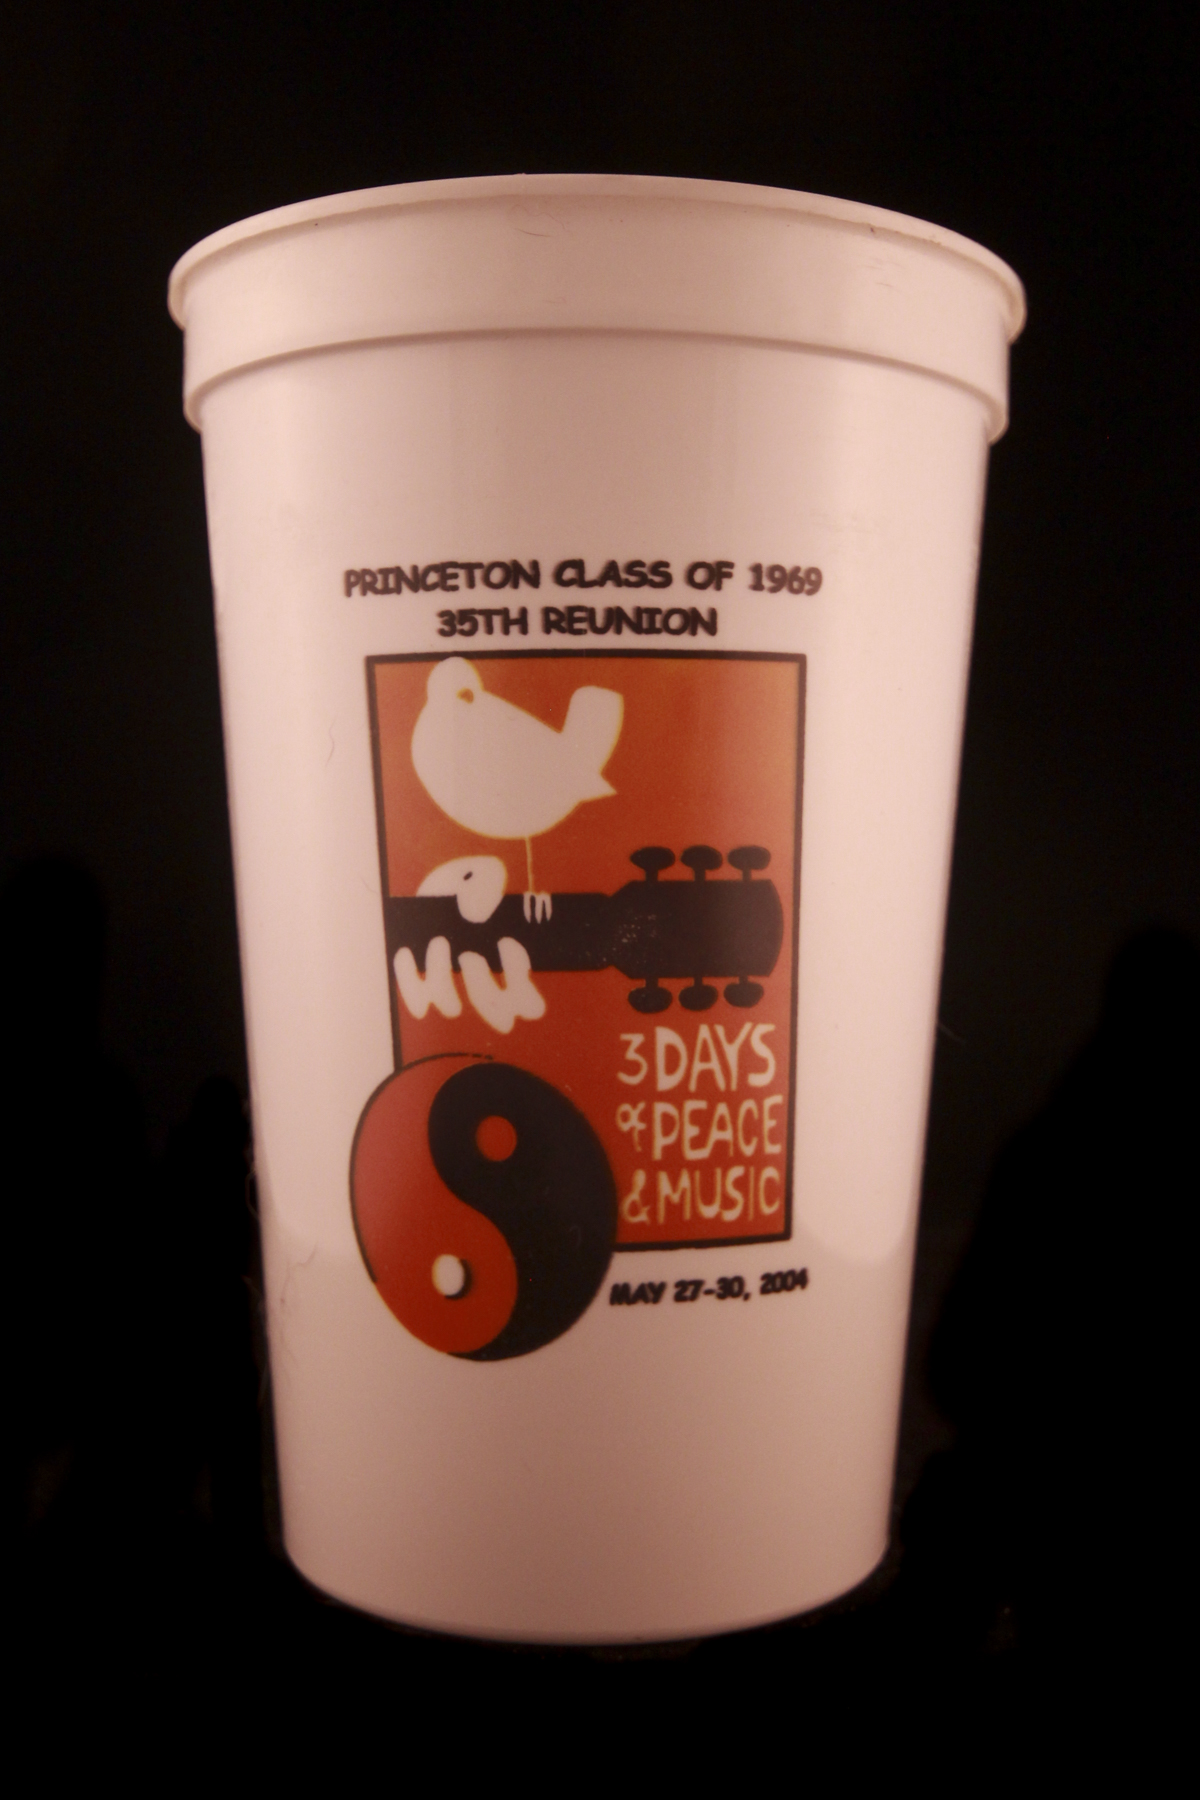 PRINCETON CLASS OF 1969
35TH REUNION
3 DAYS
of PEACE
& MUSIC
MAY 27-30, 2004